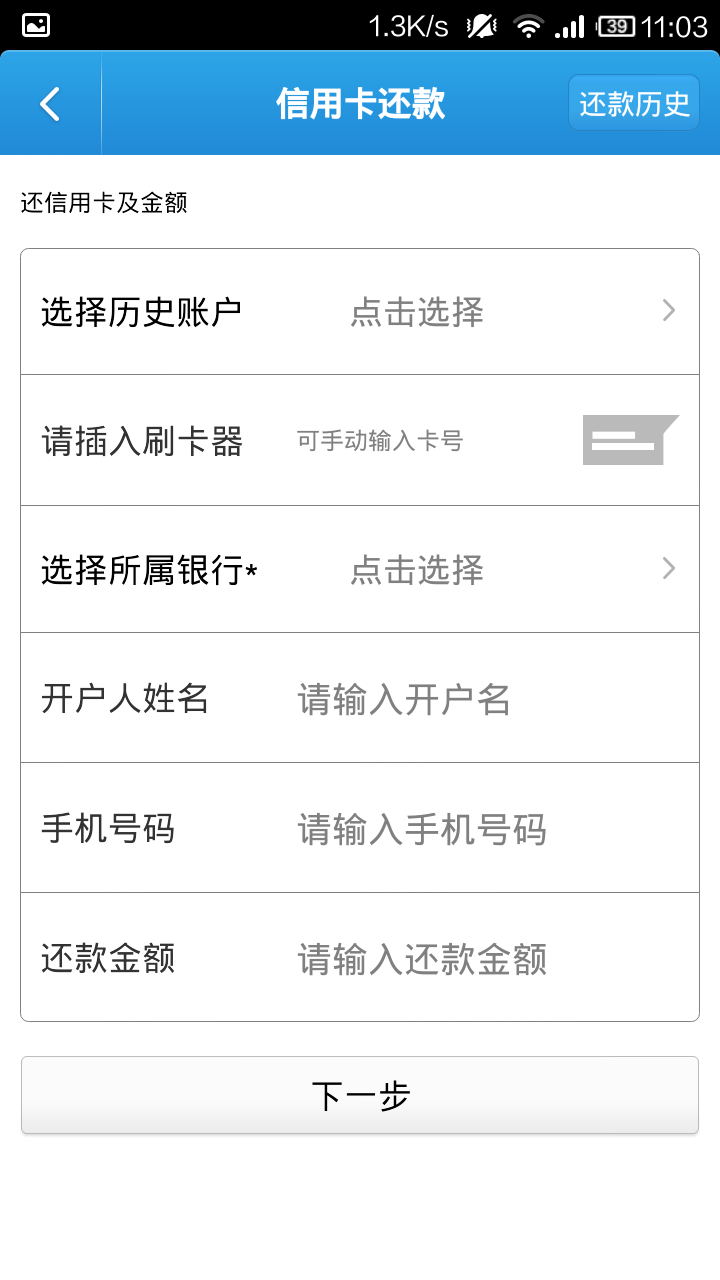 1.3K/s 39 11:03
信用卡还款 还款历史
还信用卡及金额
选择历史账户 点击选择
请插入刷卡器 可手动输入卡号
选择所属银行* 点击选择
开户人姓名 请输入开户名
手机号码 请输入手机号码
还款金额 请输入还款金额
下一步